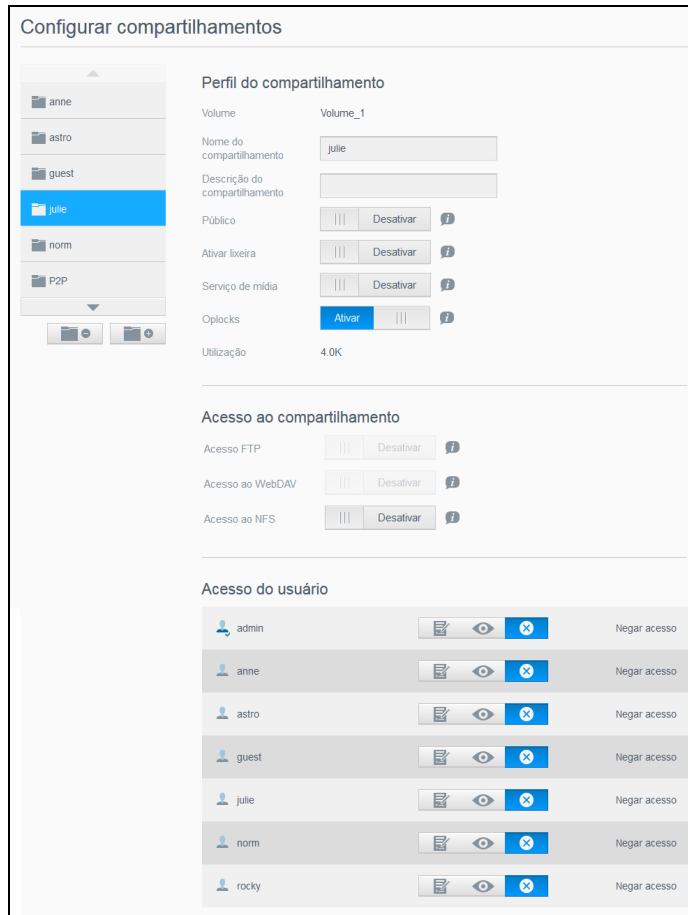 Configurar compartilhamentos
anne
astro
guest
julie
norm
P2P
Perfil do compartilhamento
Volume Volume_1
Nome do
compartilhamento
julie
Descrição do
compartilhamento
Público Desativar
Ativar lixeira Desativar
Serviço de mídia Desativar
Oplocks Ativar
Utilização 4.0K
Acesso ao compartilhamento
Acesso FTP Desativar
Acesso ao WebDAV Desativar
Acesso ao NFS Desativar
Acesso do usuário
admin Negar acesso
anne Negar acesso
astro Negar acesso
guest Negar acesso
julie Negar acesso
norm Negar acesso
rocky Negar acesso